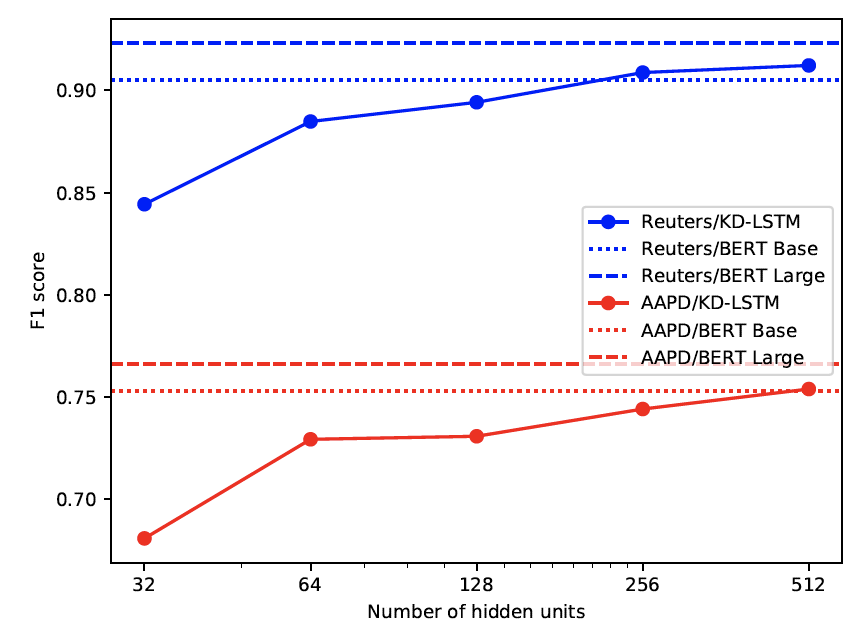 0.90
0.85
0.80
0.75
0.70
F1 score
Reuters/KD-LSTM
Reuters/BERT Base
Reuters/BERT Large
AAPD/KD-LSTM
AAPD/BERT Base
AAPD/BERT Large
32 64 128 256 512
Number of hidden units